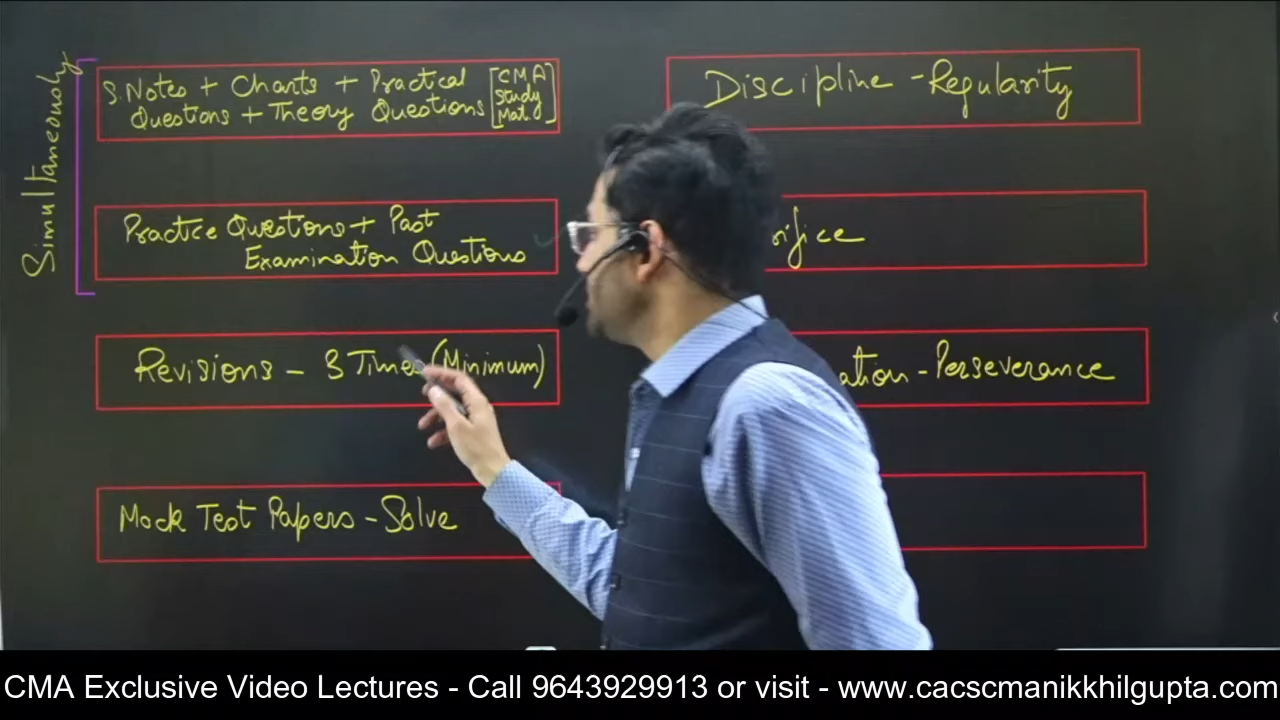 Simultaneously
S.Notes + Charts + Practical
Questions + Theory Questions
[CMA
Study
Mat.]
Practice Questions + Past
Examination Questions
Revisions - 3 Times (Minimum)
Mock Test Papers - Solve
Discipline - Regularity
rifice
ation - Perseverance
CMA Exclusive Video Lectures - Call 9643929913 or visit - www.cacscmanikkhilgupta.com